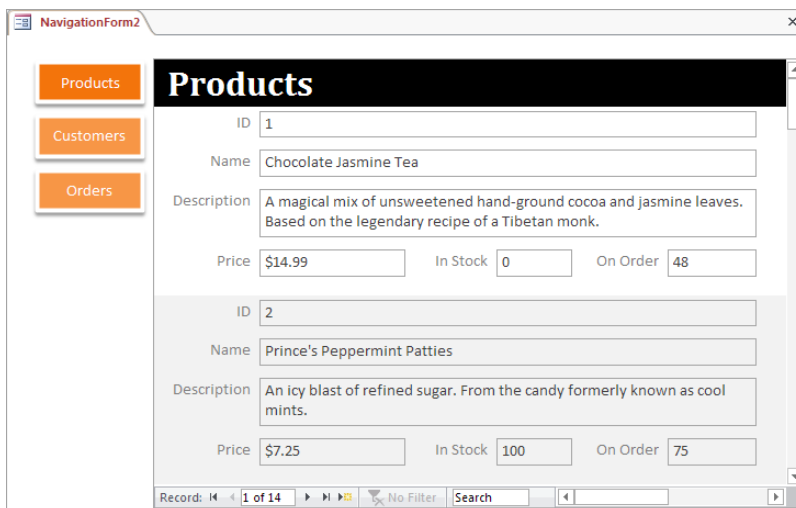 NavigationForm2
Products
Customers
Orders
Products
ID 1
Name Chocolate Jasmine Tea
Description A magical mix of unsweetened hand-ground cocoa and jasmine leaves.
Based on the legendary recipe of a Tibetan monk.
Price $14.99 In Stock 0 On Order 48
ID 2
Name Prince's Peppermint Patties
Description An icy blast of refined sugar. From the candy formerly known as cool
mints.
Price $7.25 In Stock 100 On Order 75
Record: 1 of 14 No Filter Search